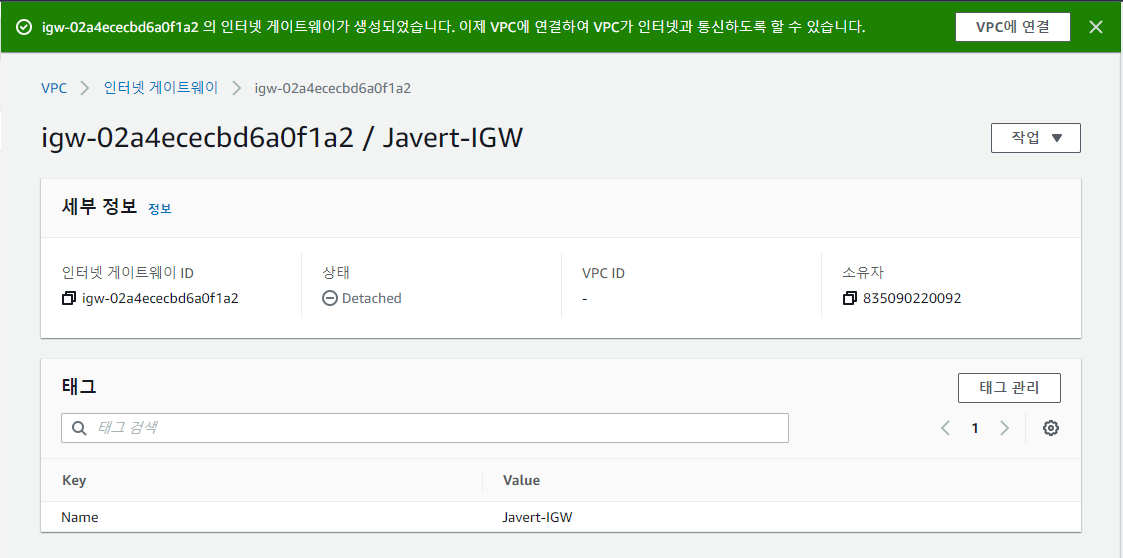 igw-02a4ececbd6a0f1a2 의 인터넷 게이트웨이가 생성되었습니다. 이제 VPC에 연결하여 VPC가 인터넷과 통신하도록 할 수 있습니다. VPC에 연결
VPC 인터넷 게이트웨이 igw-02a4ececbd6a0f1a2
igw-02a4ececbd6a0f1a2 / Javert-IGW 작업
세부 정보 정보
인터넷 게이트웨이 ID 상태 VPC ID 소유자
igw-02a4ececbd6a0f1a2 Detached - 835090220092
태그 태그 관리
태그 검색 1
Key Value
Name Javert-IGW